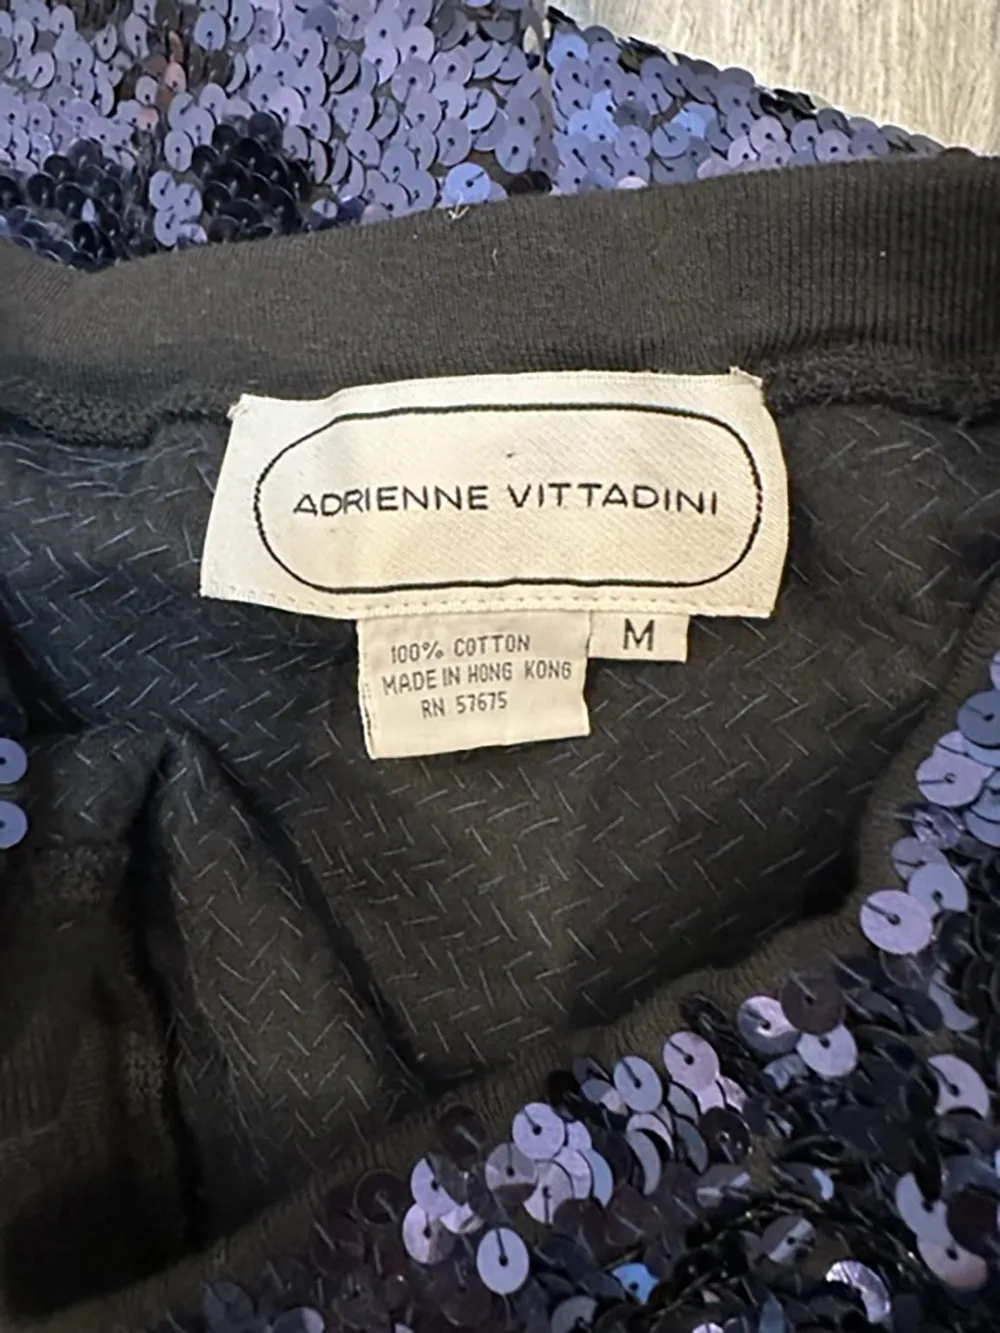 ADRIENNE VITTADINI
100% COTTON
MADE IN HONG KONG
RN 57675
M